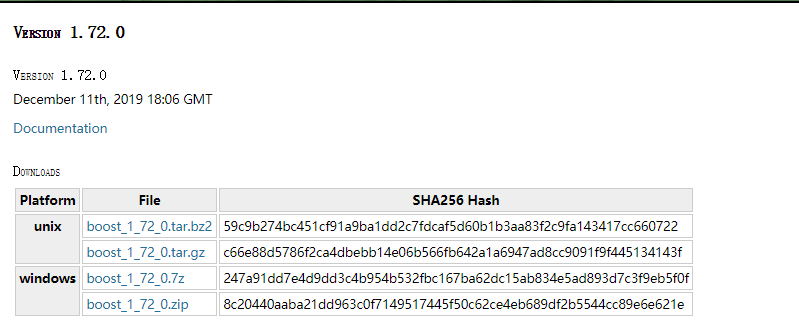 Version 1.72.0
Version 1.72.0
December 11th, 2019 18:06 GMT
Documentation
Downloads
Platform File SHA256 Hash
unix boost_1_72_0.tar.bz2 59c9b274bc451cf91a9ba1dd2c7fdcaf5d60b1b3aa83f2c9fa143417cc660722
boost_1_72_0.tar.gz c66e88d5786f2ca4dbebb14e06b566fb642a1a6947ad8cc9091f9f445134143f
windows boost_1_72_0.7z 247a91dd7e4d9dd3c4b954b532fbc167ba62dc15ab834e5ad893d7c3f9eb5f0f
boost_1_72_0.zip 8c20440aaba21dd963c0f7149517445f50c62ce4eb689df2b5544cc89e6e621e